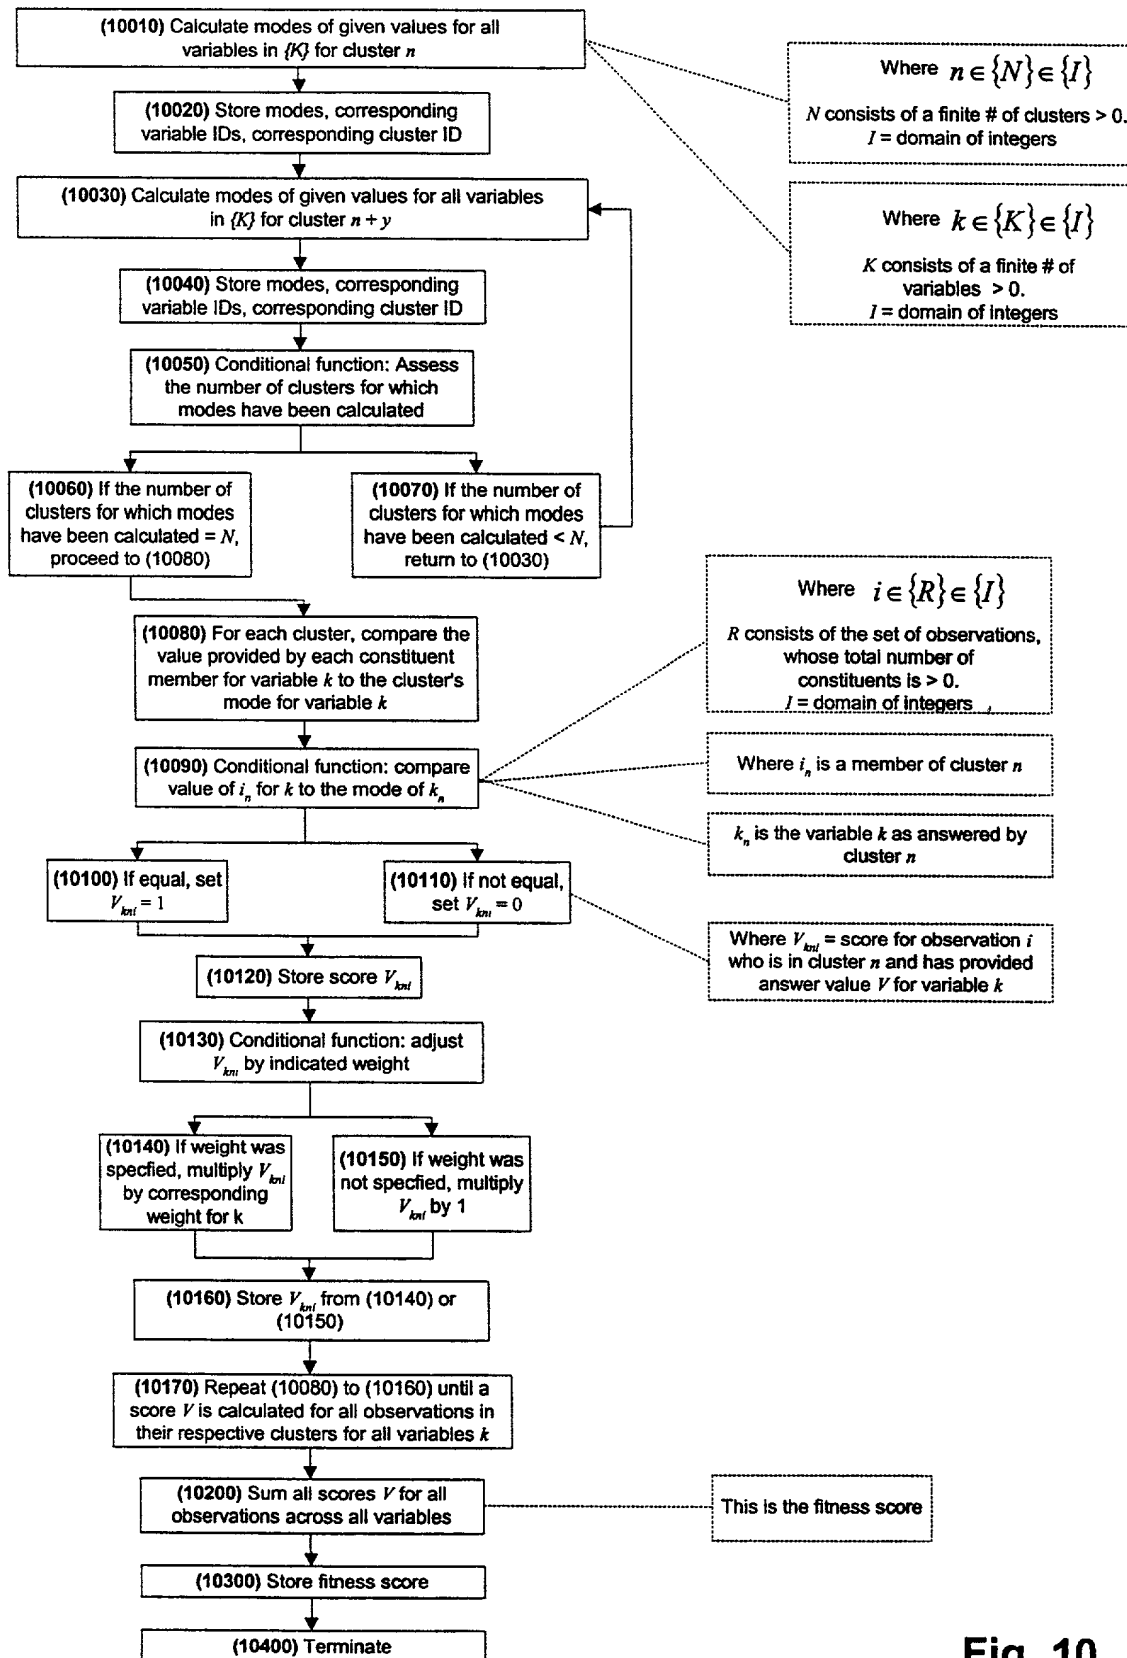 (10010) Calculate modes of given values for all
variables in {K} for cluster n
Where n ∈ {N} ∈ {I}
N consists of a finite # of clusters > 0.
I = domain of integers
(10020) Store modes, corresponding
variable IDs, corresponding cluster ID
(10030) Calculate modes of given values for all variables
in {K} for cluster n + y
Where k ∈ {K} ∈ {I}
K consists of a finite # of
variables > 0.
I = domain of integers
(10040) Store modes, corresponding
variable IDs, corresponding cluster ID
(10050) Conditional function: Assess
the number of clusters for which
modes have been calculated
(10060) If the number of
clusters for which modes
have been calculated = N,
proceed to (10080)
(10070) If the number of
clusters for which modes
have been calculated < N,
return to (10030)
Where i ∈ {R} ∈ {I}
R consists of the set of observations,
whose total number of
constituents is > 0.
I = domain of integers
(10080) For each cluster, compare the
value provided by each constituent
member for variable k to the cluster's
mode for variable k
(10090) Conditional function: compare
value of i_n for k to the mode of k_n
Where i_n is a member of cluster n
k_n is the variable k as answered by
cluster n
(10100) If equal, set
V_kni = 1
(10110) If not equal,
set V_kni = 0
Where V_kni = score for observation i
who is in cluster n and has provided
answer value V for variable k
(10120) Store score V_kni
(10130) Conditional function: adjust
V_kni by indicated weight
(10140) If weight was
specfied, multiply V_kni
by corresponding
weight for k
(10150) If weight was
not specfied, multiply
V_kni by 1
(10160) Store V_kni from (10140) or
(10150)
(10170) Repeat (10080) to (10160) until a
score V is calculated for all observations in
their respective clusters for all variables k
(10200) Sum all scores V for all
observations across all variables
This is the fitness score
(10300) Store fitness score
(10400) Terminate
Fig. 10